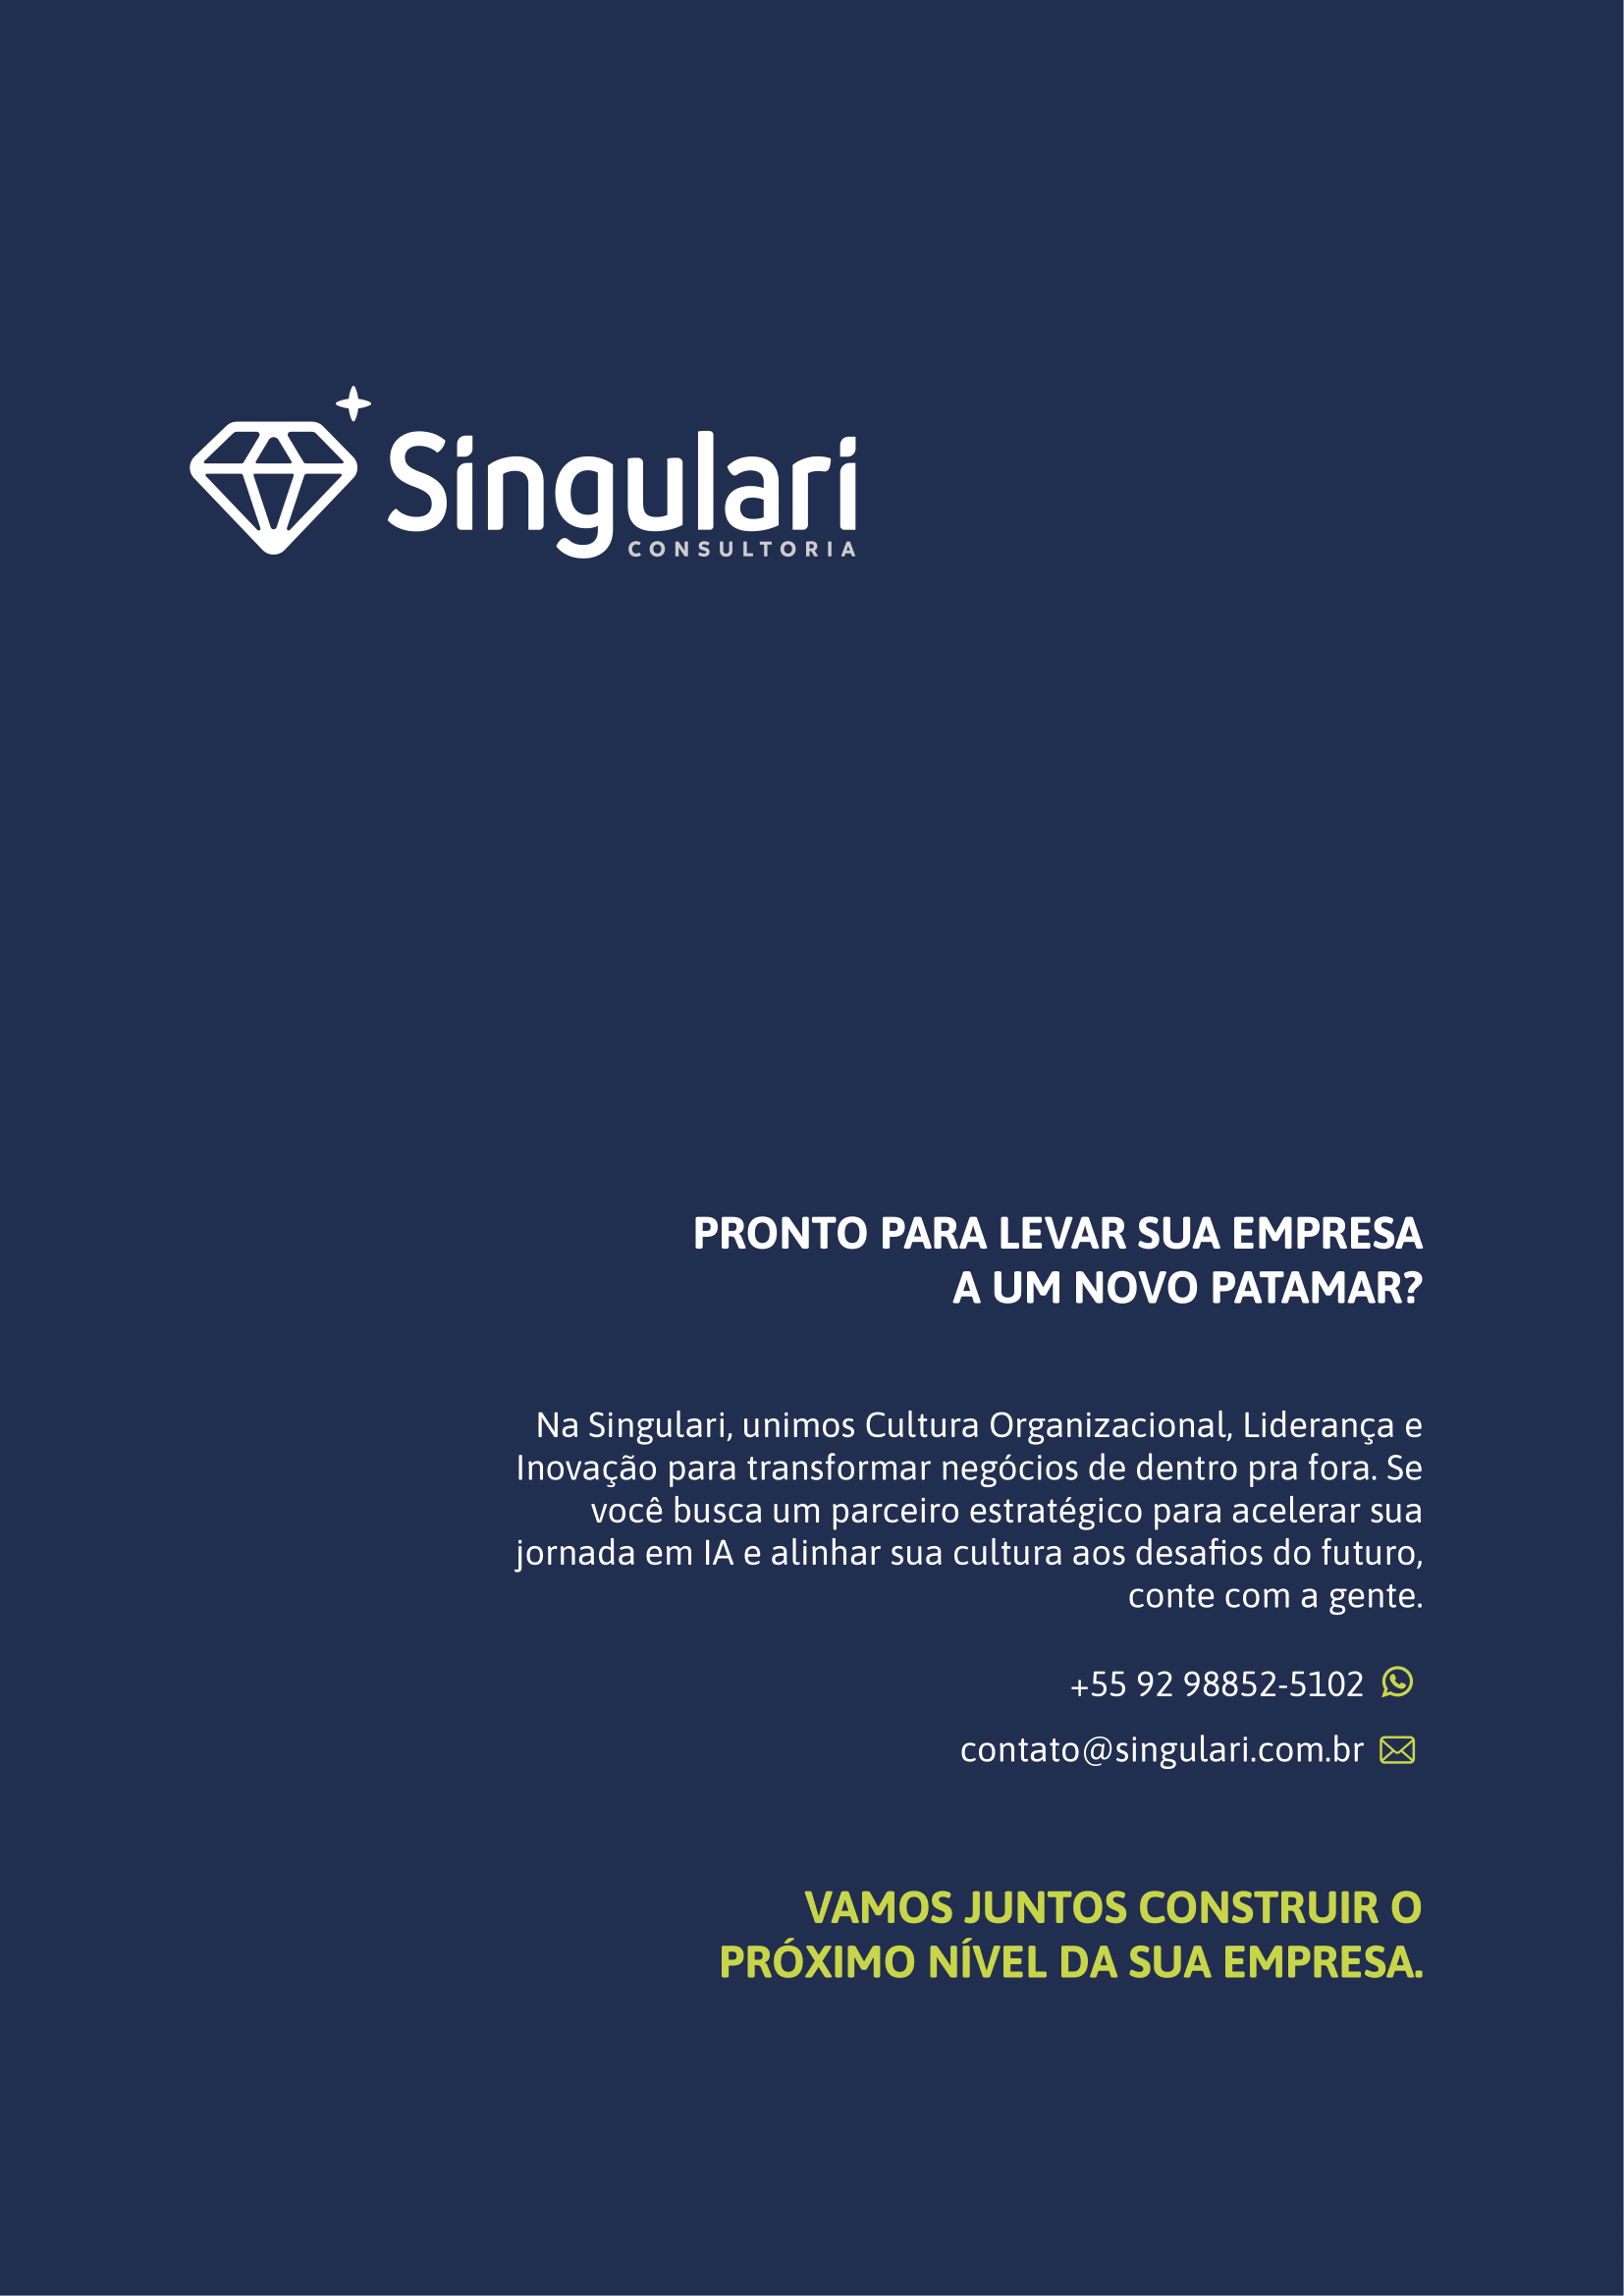 Singulari
CONSULTORIA
PRONTO PARA LEVAR SUA EMPRESA
A UM NOVO PATAMAR?
Na Singulari, unimos Cultura Organizacional, Liderança e
Inovação para transformar negócios de dentro pra fora. Se
você busca um parceiro estratégico para acelerar sua
jornada em IA e alinhar sua cultura aos desafios do futuro,
conte com a gente.
+55 92 98852-5102
contato@singulari.com.br
VAMOS JUNTOS CONSTRUIR O
PRÓXIMO NÍVEL DA SUA EMPRESA.